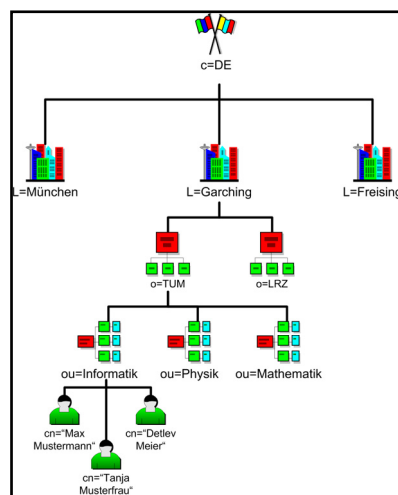 c=DE
L=München
L=Garching
L=Freising
o=TUM
o=LRZ
ou=Informatik
ou=Physik
ou=Mathematik
cn="Max
Mustermann"
cn="Detlev
Meier"
cn="Tanja
Musterfrau"